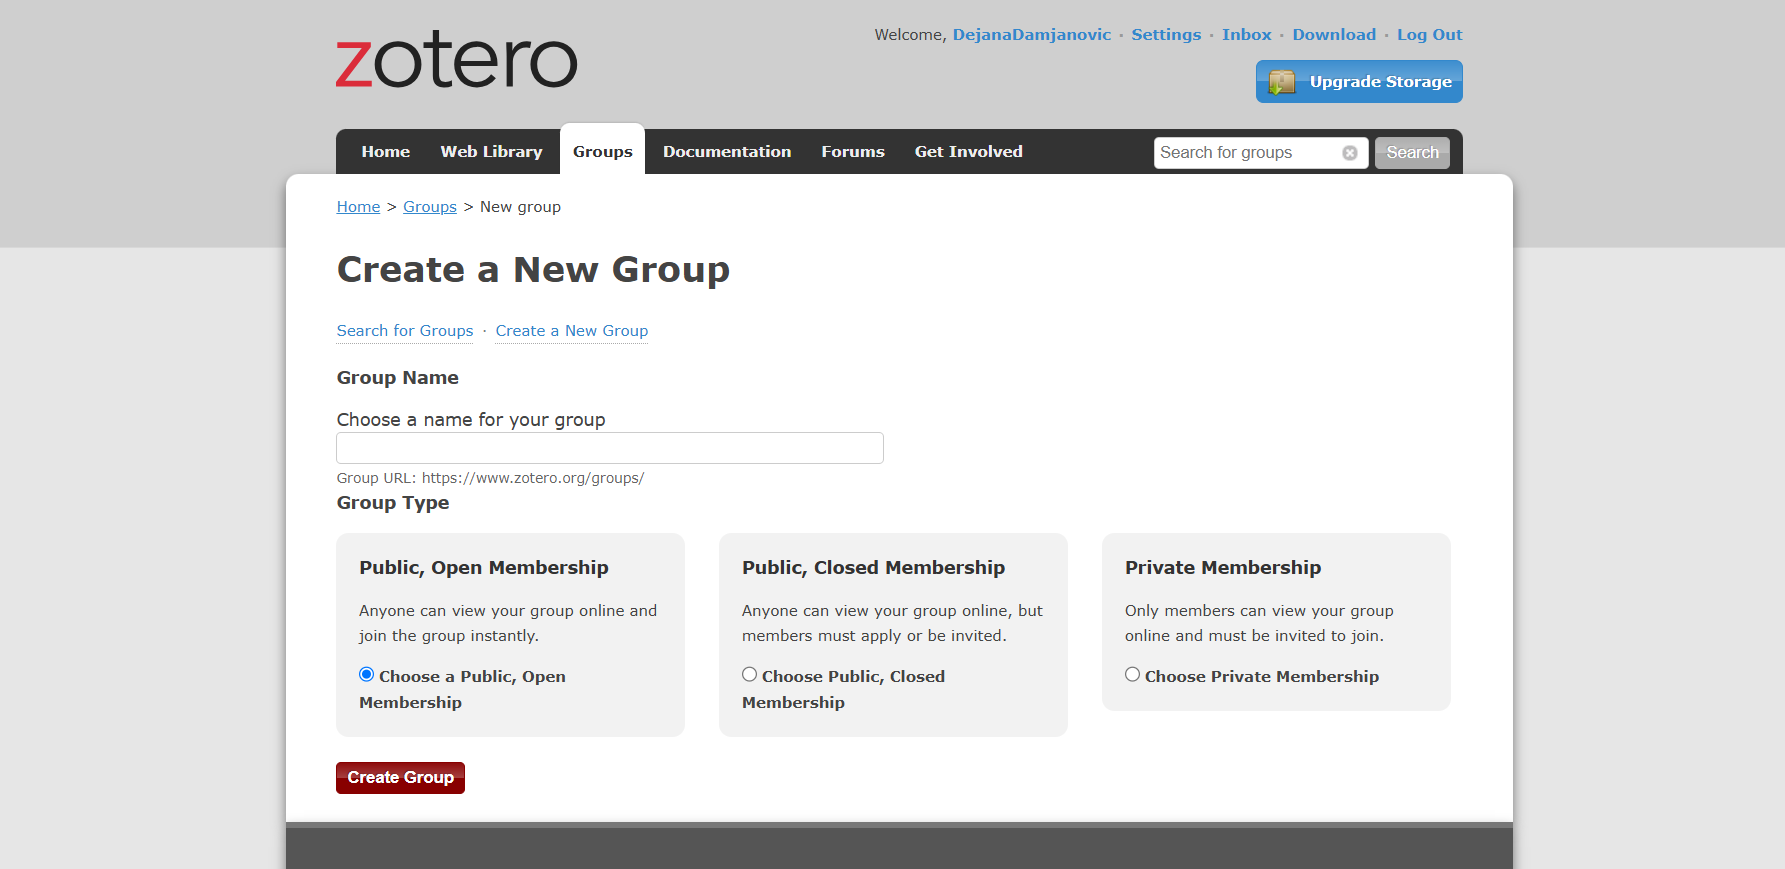 zotero
Welcome, DejanaDamjanovic · Settings · Inbox · Download · Log Out
Upgrade Storage
Home Web Library Groups Documentation Forums Get Involved Search for groups Search
Home > Groups > New group
Create a New Group
Search for Groups · Create a New Group
Group Name
Choose a name for your group
Group URL: https://www.zotero.org/groups/
Group Type
Public, Open Membership
Anyone can view your group online and
join the group instantly.
Choose a Public, Open
Membership
Public, Closed Membership
Anyone can view your group online, but
members must apply or be invited.
Choose Public, Closed
Membership
Private Membership
Only members can view your group
online and must be invited to join.
Choose Private Membership
Create Group